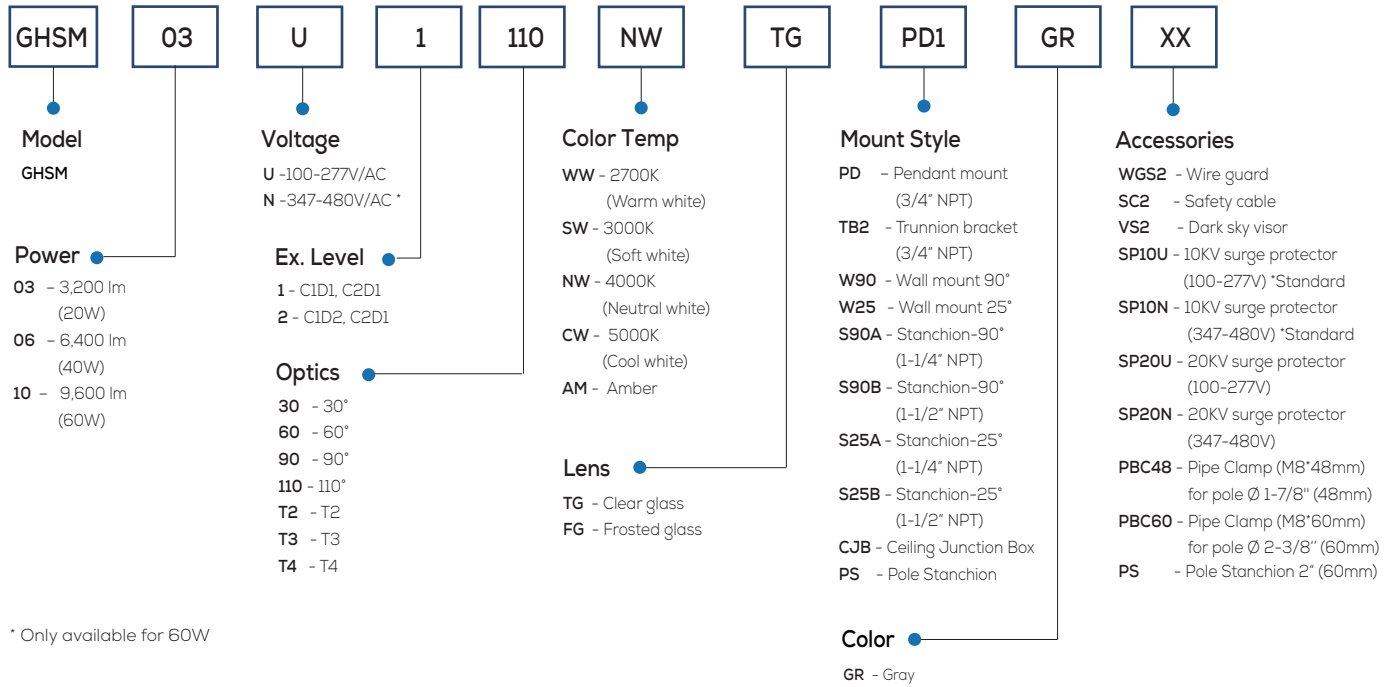 GHSM 03 U 1 110 NW TG PD1 GR XX
Model
GHSM
Power
03 – 3,200 lm
(20W)
06 – 6,400 lm
(40W)
10 – 9,600 lm
(60W)
Voltage
U -100-277V/AC
N -347-480V/AC *
Ex. Level
1 - C1D1, C2D1
2 - C1D2, C2D1
Optics
30 - 30°
60 - 60°
90 - 90°
110 - 110°
T2 - T2
T3 - T3
T4 - T4
Color Temp
WW - 2700K
(Warm white)
SW - 3000K
(Soft white)
NW - 4000K
(Neutral white)
CW - 5000K
(Cool white)
AM - Amber
Lens
TG - Clear glass
FG - Frosted glass
Mount Style
PD – Pendant mount
(3/4" NPT)
TB2 - Trunnion bracket
(3/4" NPT)
W90 - Wall mount 90°
W25 - Wall mount 25°
S90A - Stanchion-90°
(1-1/4" NPT)
S90B - Stanchion-90°
(1-1/2" NPT)
S25A - Stanchion-25°
(1-1/4" NPT)
S25B - Stanchion-25°
(1-1/2" NPT)
CJB - Ceiling Junction Box
PS - Pole Stanchion
Color
GR - Gray
Accessories
WGS2 - Wire guard
SC2 - Safety cable
VS2 - Dark sky visor
SP10U - 10KV surge protector
(100-277V) *Standard
SP10N - 10KV surge protector
(347-480V) *Standard
SP20U - 20KV surge protector
(100-277V)
SP20N - 20KV surge protector
(347-480V)
PBC48 - Pipe Clamp (M8*48mm)
for pole Ø 1-7/8" (48mm)
PBC60 - Pipe Clamp (M8*60mm)
for pole Ø 2-3/8’’ (60mm)
PS - Pole Stanchion 2" (60mm)
* Only available for 60W